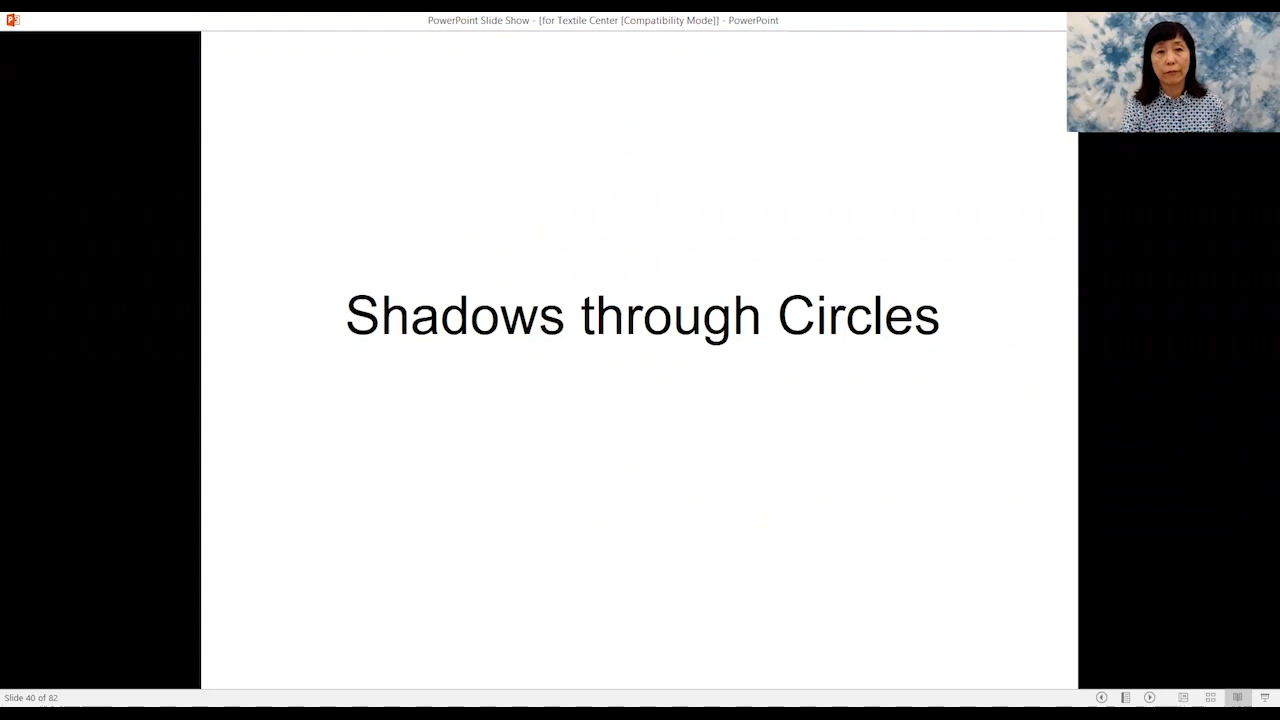 PowerPoint Slide Show - [for Textile Center [Compatibility Mode]] - PowerPoint
Shadows through Circles
Slide 40 of 82